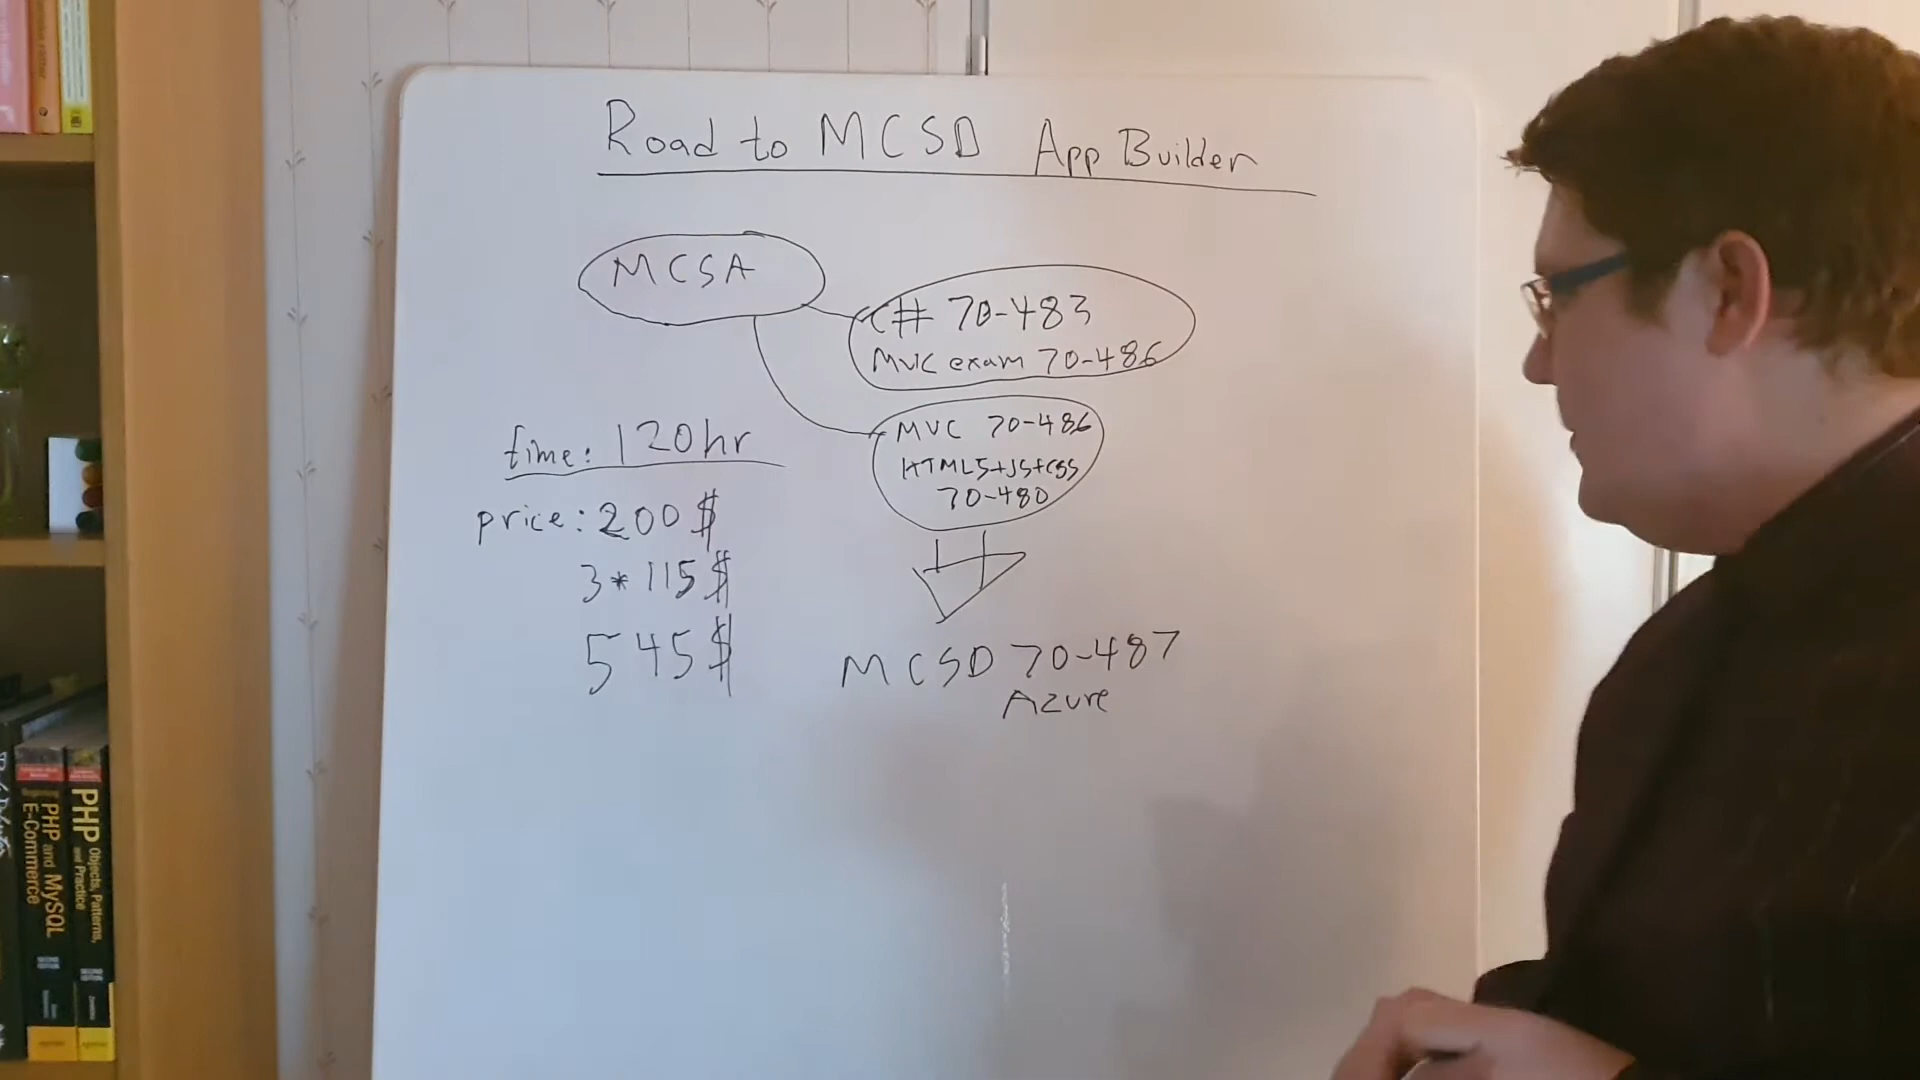 Road to MCSD App Builder
MCSA
C# 70-483
MVC exam 70-486
MVC 70-486
HTML5+JS+CSS
70-480
time: 120hr
price: 200$
3*115$
545$
MCSD 70-487
Azure
PHP and MySQL
E-Commerce
PHP Objects, Patterns,
and Practice
SECOND
EDITION